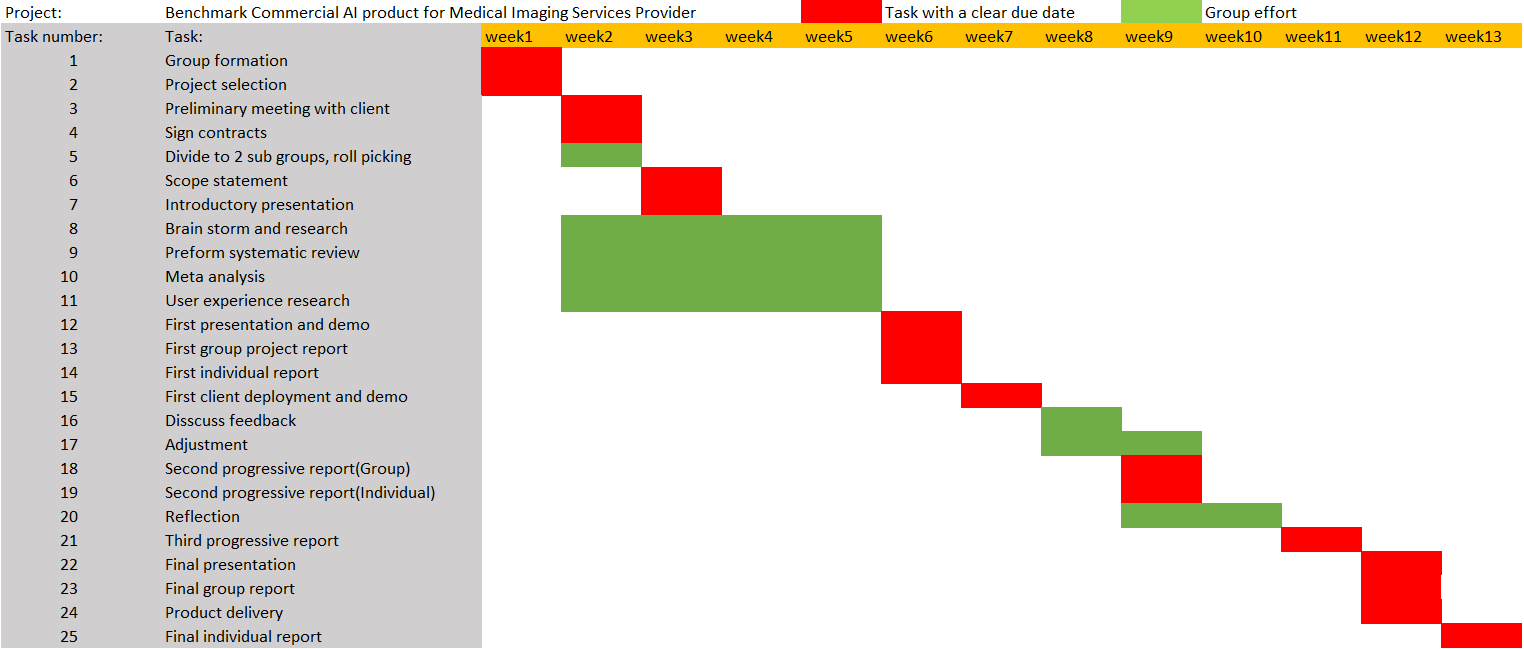 Project: Benchmark Commercial AI product for Medical Imaging Services Provider Task with a clear due date Group effort
Task number: Task: week1 week2 week3 week4 week5 week6 week7 week8 week9 week10 week11 week12 week13
1 Group formation
2 Project selection
3 Preliminary meeting with client
4 Sign contracts
5 Divide to 2 sub groups, roll picking
6 Scope statement
7 Introductory presentation
8 Brain storm and research
9 Preform systematic review
10 Meta analysis
11 User experience research
12 First presentation and demo
13 First group project report
14 First individual report
15 First client deployment and demo
16 Disscuss feedback
17 Adjustment
18 Second progressive report(Group)
19 Second progressive report(Individual)
20 Reflection
21 Third progressive report
22 Final presentation
23 Final group report
24 Product delivery
25 Final individual report